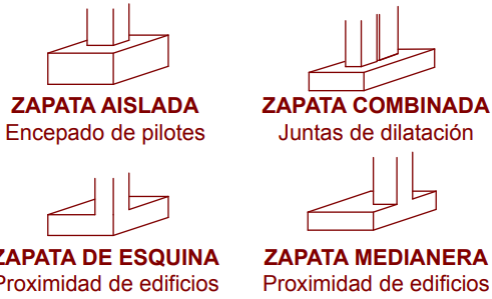 ZAPATA AISLADA
Encepado de pilotes
ZAPATA COMBINADA
Juntas de dilatación
ZAPATA DE ESQUINA
Proximidad de edificios
ZAPATA MEDIANERA
Proximidad de edificios